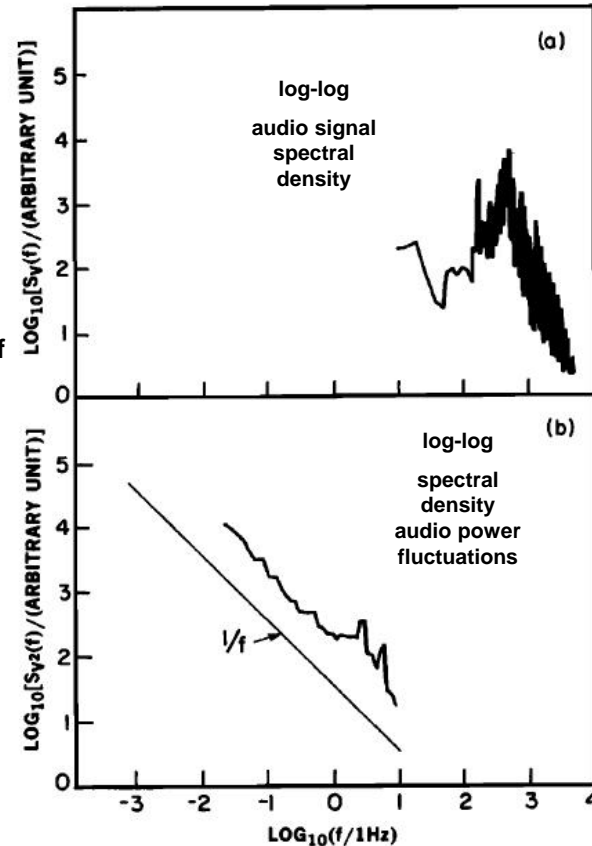 (a)
log-log
audio signal
spectral
density
LOG10[SV(f)/(ARBITRARY UNIT)]
5
4
3
2
1
0
f
(b)
log-log
spectral
density
audio power
fluctuations
LOG10[SV2(f)/(ARBITRARY UNIT)]
5
4
3
2
1
0
1/f
-3 -2 -1 0 1 2 3 4
LOG10(f/1Hz)